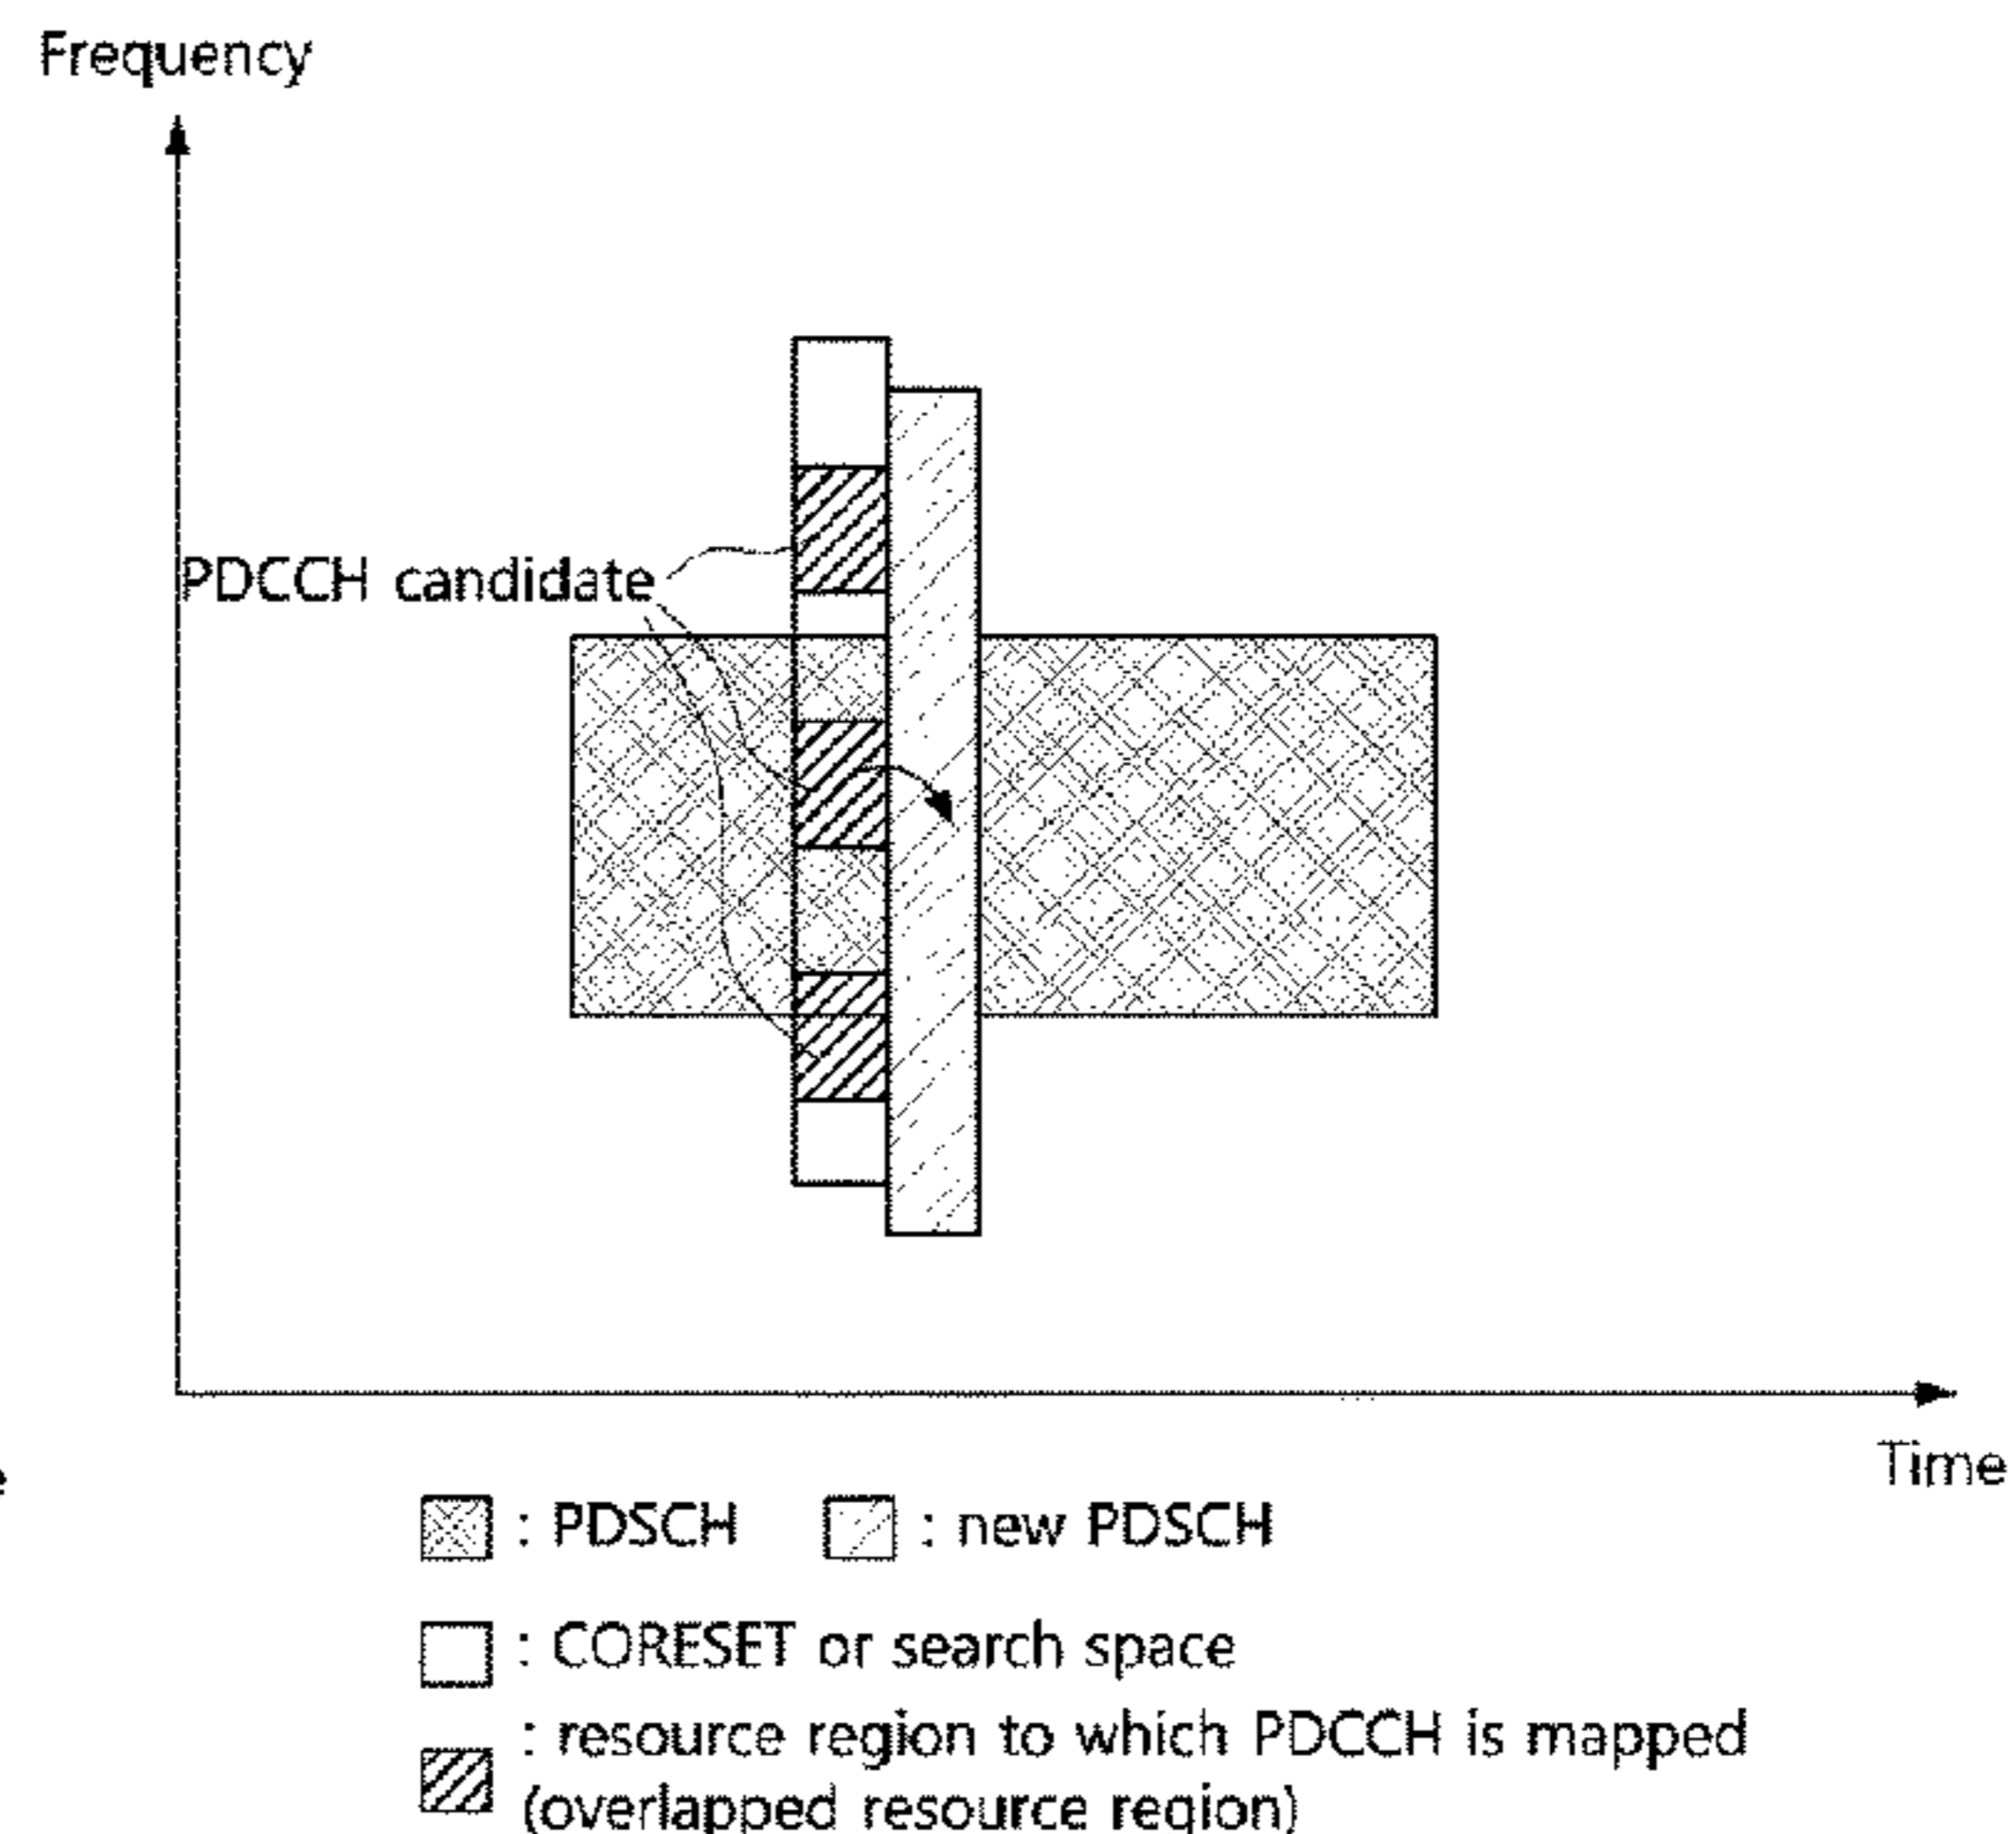 Frequency
PDCCH candidate
Time
: PDSCH : new PDSCH
: CORESET or search space
: resource region to which PDCCH is mapped
(overlapped resource region)